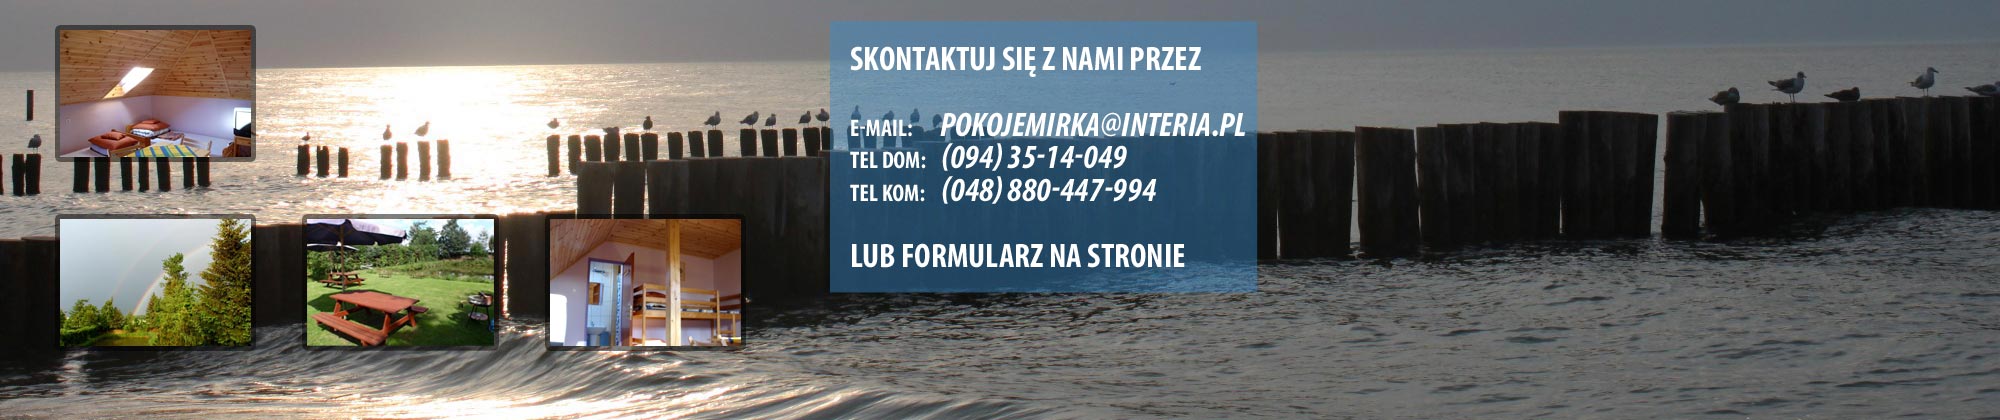 SKONTAKTUJ SIĘ Z NAMI PRZEZ
E-MAIL: POKOJEMIRKA@INTERIA.PL
TEL DOM: (094) 35-14-049
TEL KOM: (048) 880-447-994
LUB FORMULARZ NA STRONIE